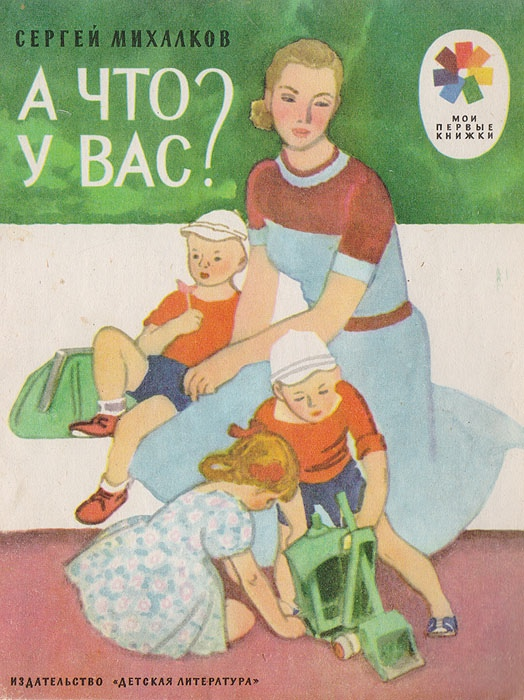 СЕРГЕЙ МИХАЛКОВ
А ЧТО
У ВАС?
МОИ
ПЕРВЫЕ
КНИЖКИ
ИЗДАТЕЛЬСТВО «ДЕТСКАЯ ЛИТЕРАТУРА»